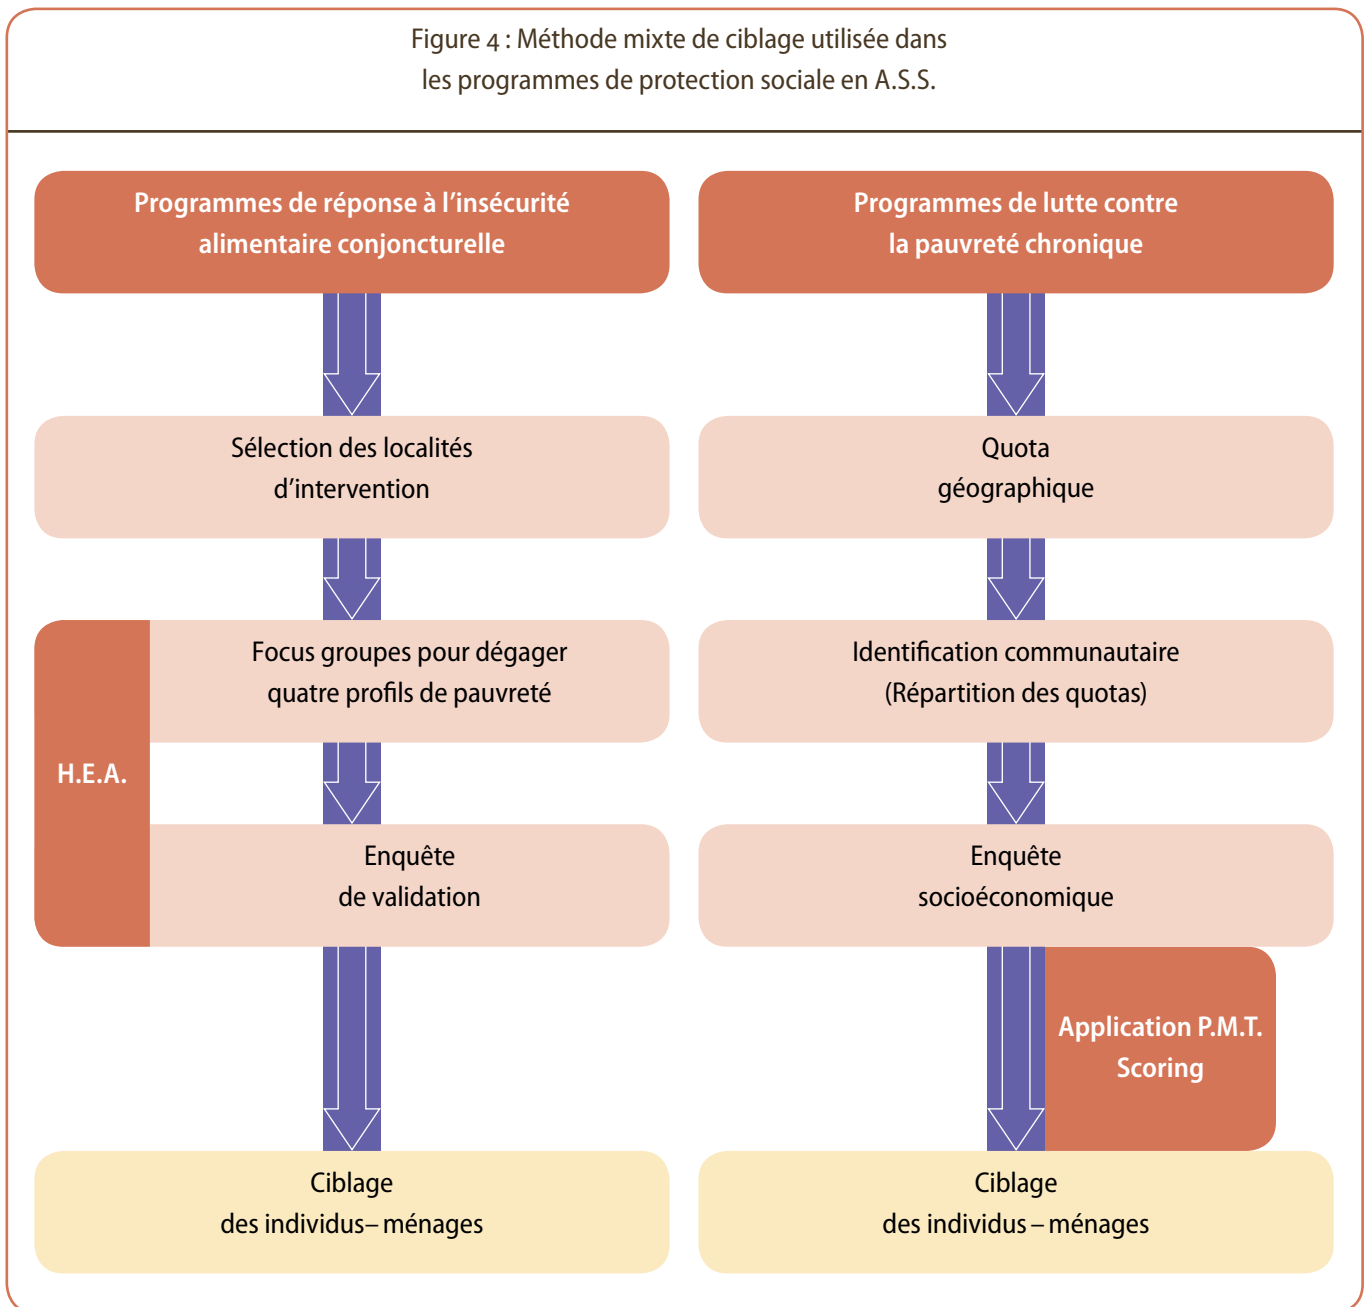 Figure 4 : Méthode mixte de ciblage utilisée dans
les programmes de protection sociale en A.S.S.
Programmes de réponse à l’insécurité
alimentaire conjoncturelle
Sélection des localités
d’intervention
H.E.A.
Focus groupes pour dégager
quatre profils de pauvreté
Enquête
de validation
Ciblage
des individus– ménages
Programmes de lutte contre
la pauvreté chronique
Quota
géographique
Identification communautaire
(Répartition des quotas)
Enquête
socioéconomique
Application P.M.T.
Scoring
Ciblage
des individus – ménages